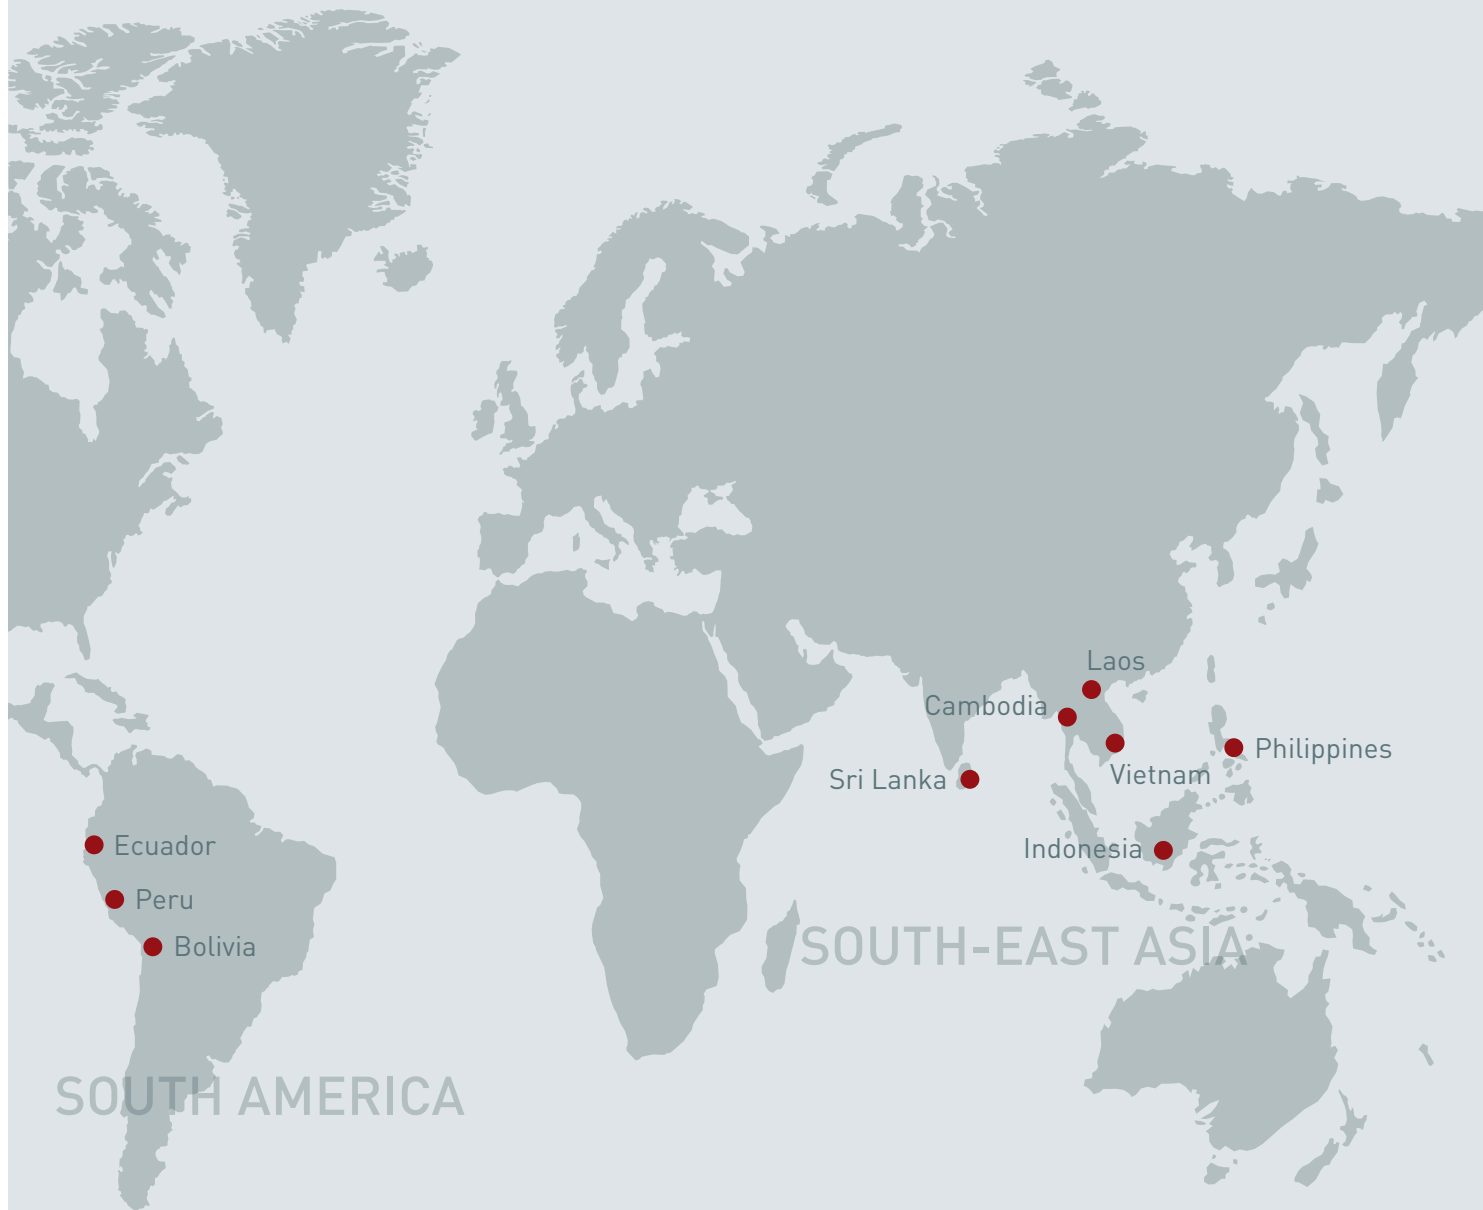 Laos
Cambodia
Philippines
Vietnam
Sri Lanka
Ecuador
Indonesia
Peru
Bolivia
SOUTH-EAST ASIA
SOUTH AMERICA